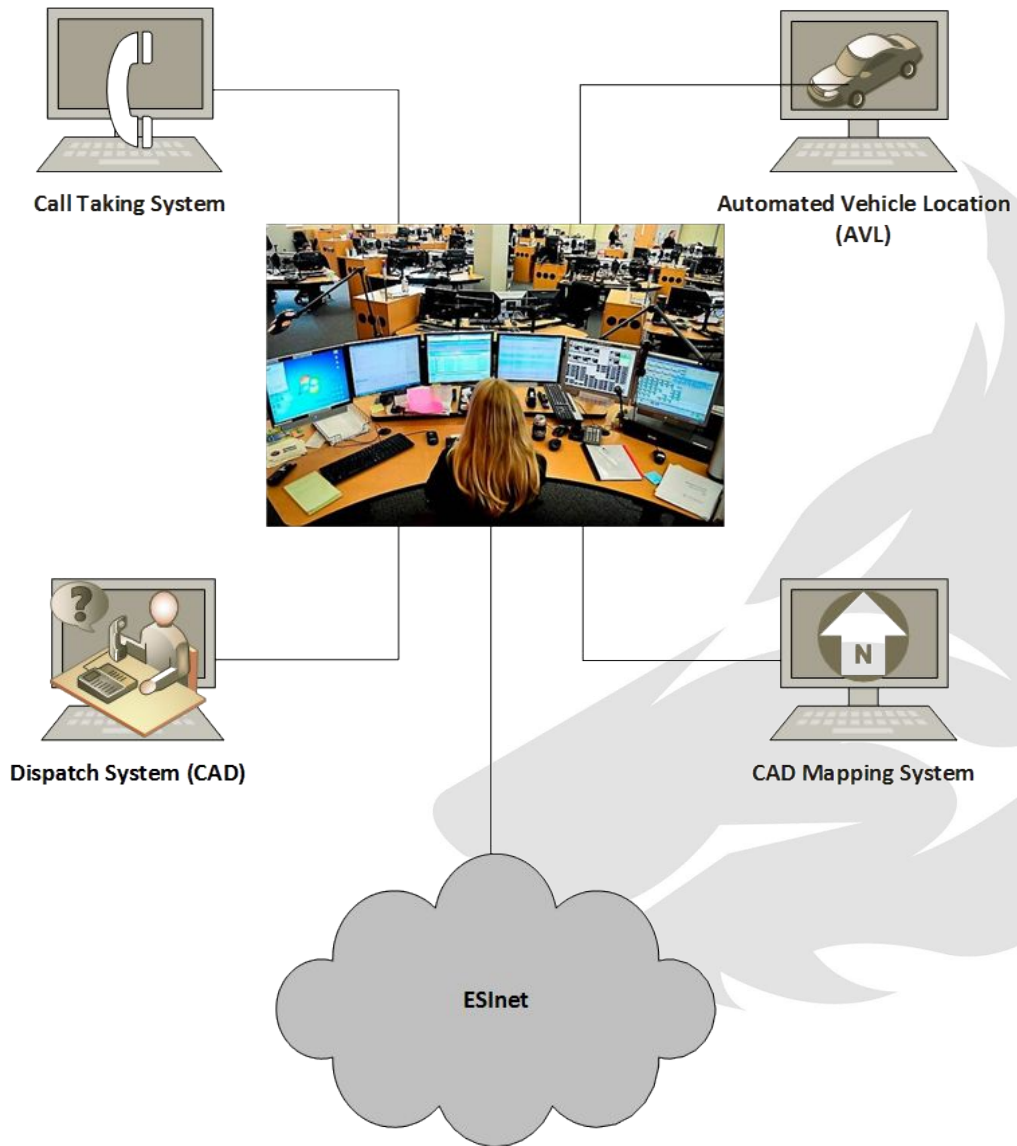 Call Taking System
Automated Vehicle Location
(AVL)
?
Dispatch System (CAD)
N
CAD Mapping System
ESInet